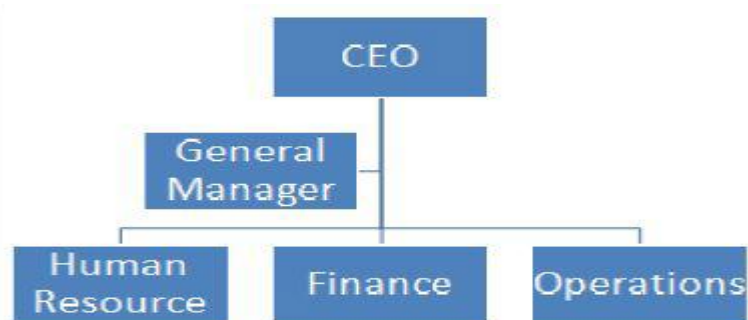 CEO
General
Manager
Human
Resource
Finance
Operations